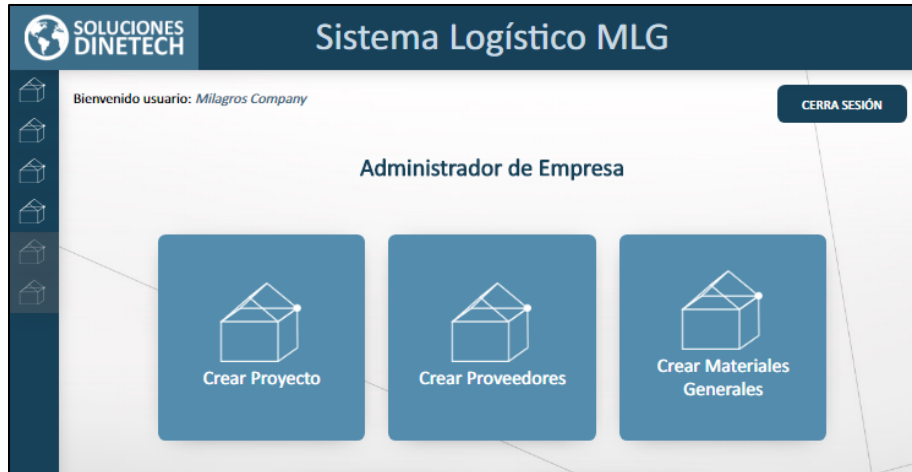 SOLUCIONES
DINETECH
Sistema Logístico MLG
Bienvenido usuario: Milagros Company
CERRA SESIÓN
Administrador de Empresa
Crear Proyecto
Crear Proveedores
Crear Materiales
Generales